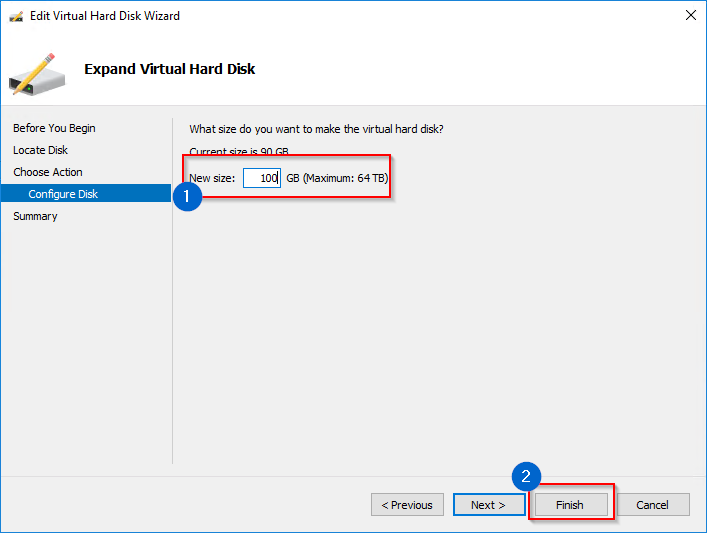 Edit Virtual Hard Disk Wizard
Expand Virtual Hard Disk
Before You Begin
Locate Disk
Choose Action
Configure Disk
Summary
What size do you want to make the virtual hard disk?
Current size is 90 GB
New size: 100 GB (Maximum: 64 TB)
1
2
< Previous
Next >
Finish
Cancel